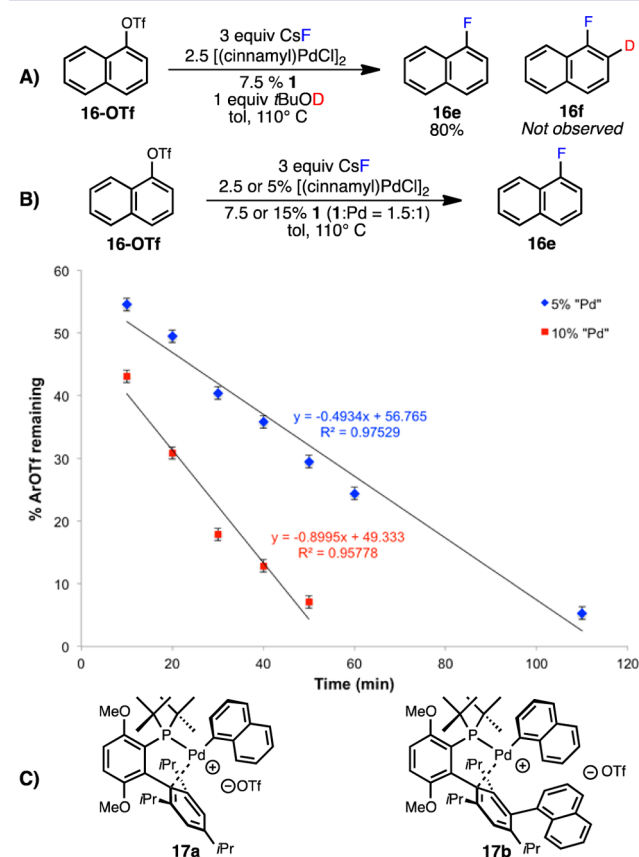 A)
OTf
16-OTf
3 equiv CsF
2.5 [(cinnamyl)PdCl]2
7.5 % 1
1 equiv tBuOD
tol, 110° C
F
16e
80%
F
D
16f
Not observed
B)
OTf
16-OTf
3 equiv CsF
2.5 or 5% [(cinnamyl)PdCl]2
7.5 or 15% 1 (1:Pd = 1.5:1)
tol, 110° C
F
16e
% ArOTf remaining
60
50
40
30
20
10
0
5% "Pd"
10% "Pd"
y = -0.4934x + 56.765
R² = 0.97529
y = -0.8995x + 49.333
R² = 0.95778
0 20 40 60 80 100 120
Time (min)
C)
MeO
P
Pd
iPr
+
−OTf
MeO
iPr
iPr
17a
MeO
P
Pd
iPr
+
−OTf
MeO
iPr
iPr
17b